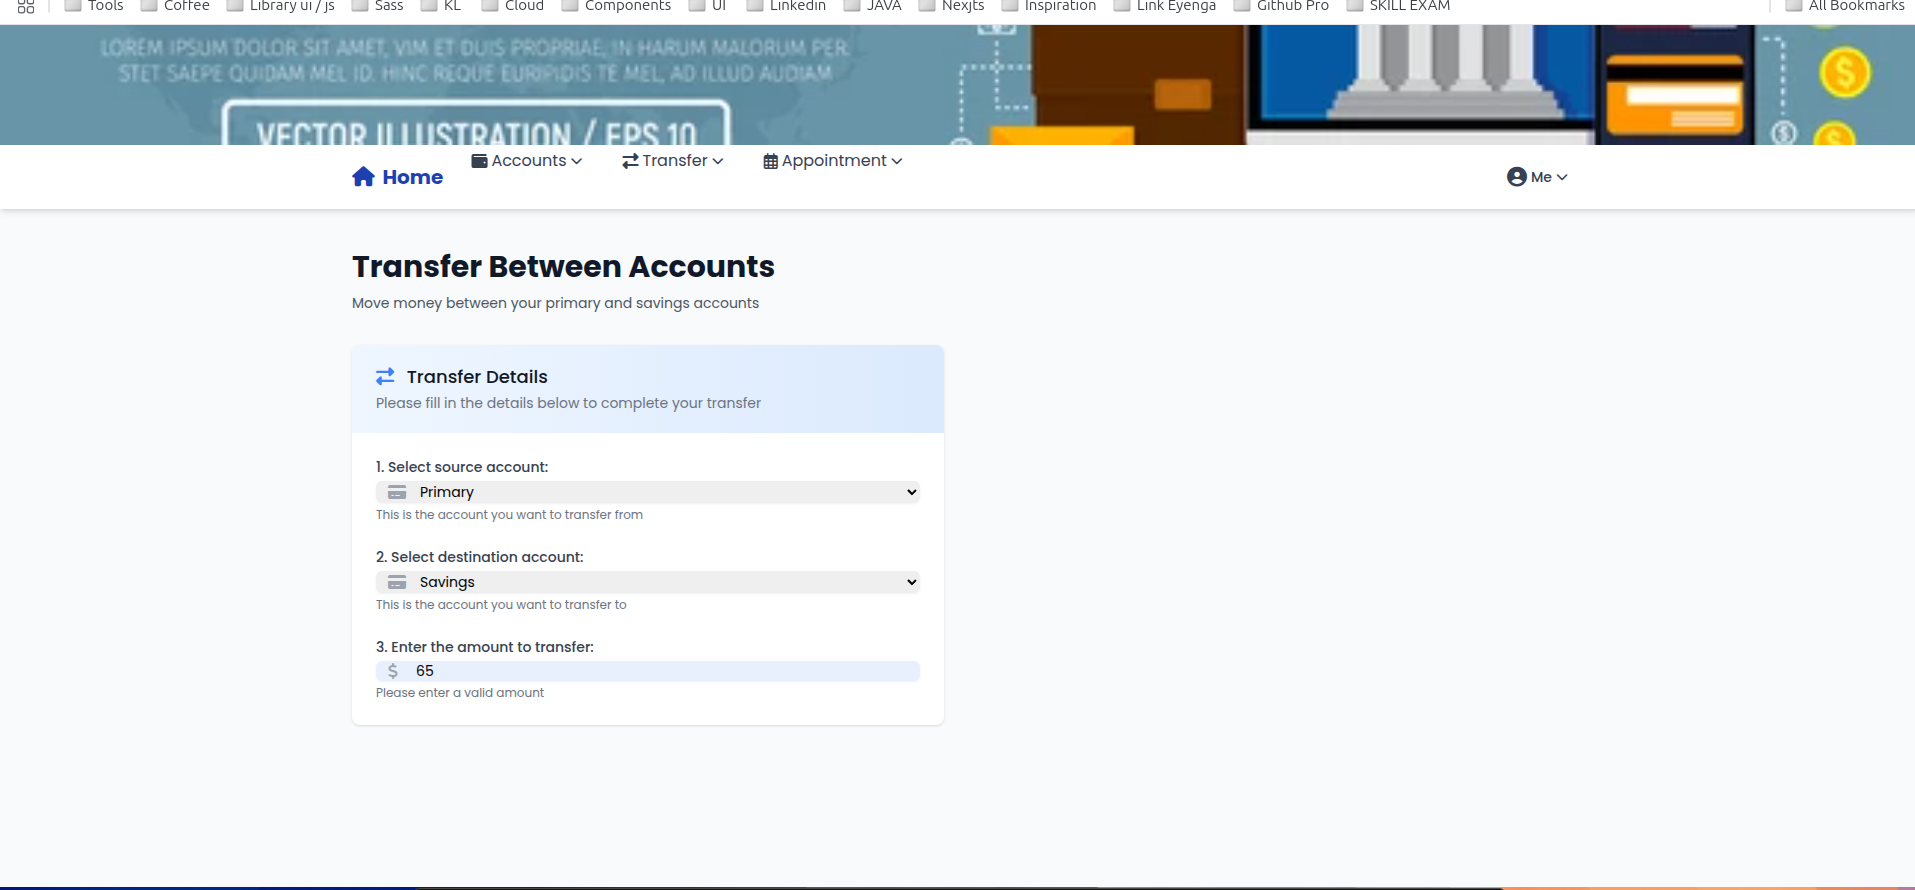 Tools Coffee Library ui / js Sass KL Cloud Components UI Linkedin JAVA Nexjts Inspiration Link Eyenga Github Pro SKILL EXAM All Bookmarks
LOREM IPSUM DOLOR SIT AMET, VIM ET DUIS PROPRIAE, IN HARUM MALORUM PER
STET SAEPE QUIDAM MEL ID. HINC REQUE EURIPIDIS TE MEL, AD ILLUD AUDIAM
VECTOR ILLUSTRATION / EPS 10
Home Accounts Transfer Appointment Me
Transfer Between Accounts
Move money between your primary and savings accounts
Transfer Details
Please fill in the details below to complete your transfer
1. Select source account:
Primary
This is the account you want to transfer from
2. Select destination account:
Savings
This is the account you want to transfer to
3. Enter the amount to transfer:
$ 65
Please enter a valid amount